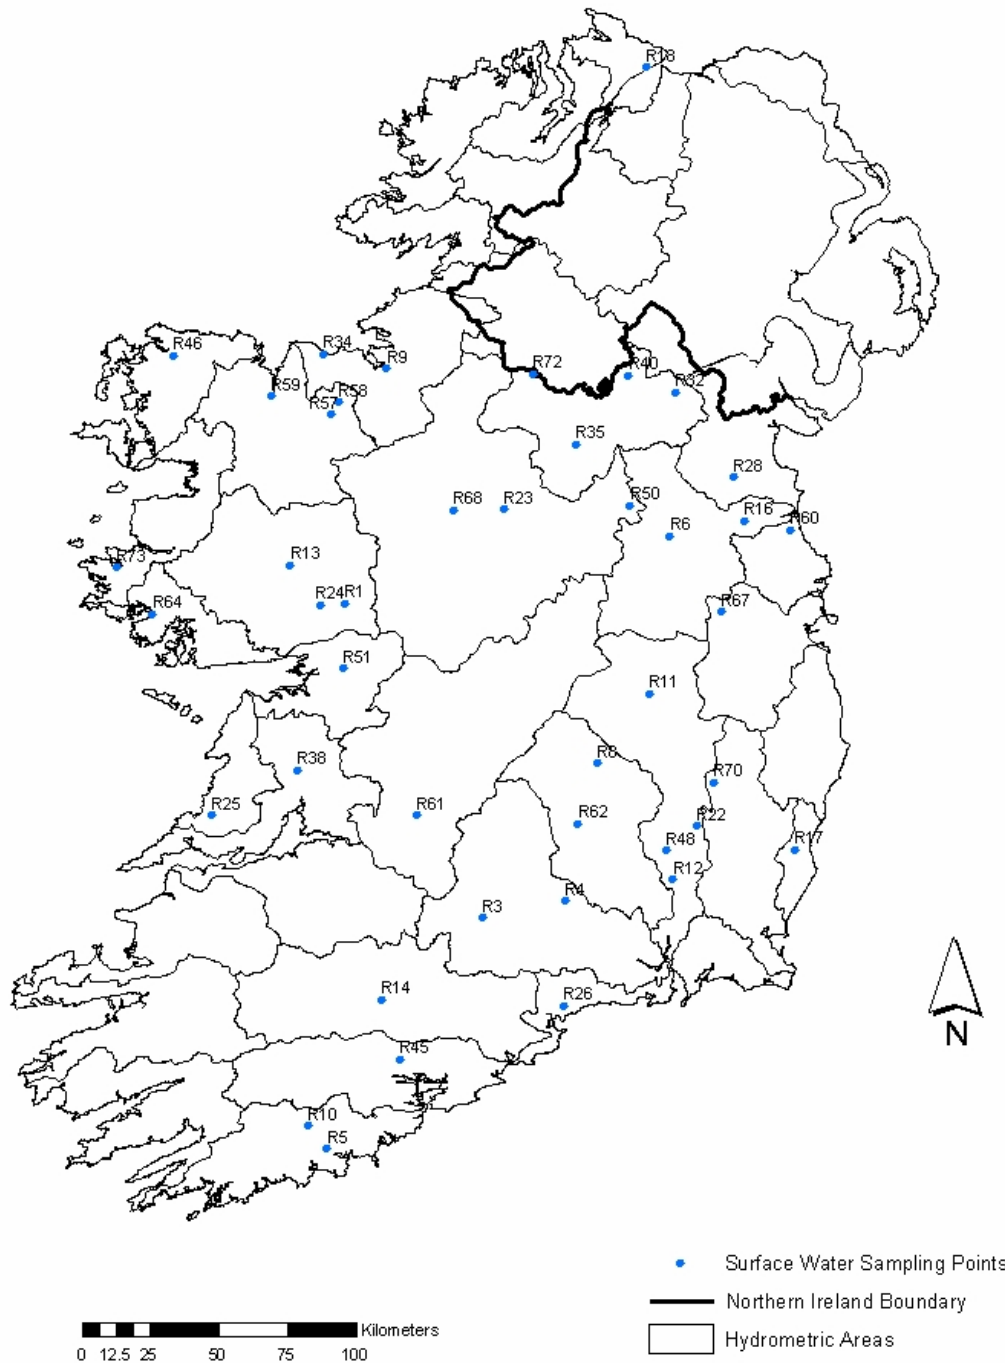 R18
R46
R34
R9
R72
R40
R59
R58
R32
R57
R35
R28
R68
R23
R50
R16
R6
R60
R73
R13
R64
R24
R1
R67
R51
R11
R38
R8
R70
R25
R61
R62
R22
R48
R17
R12
R3
R4
R14
R26
N
R45
R10
R5
Surface Water Sampling Points
Northern Ireland Boundary
Kilometers
Hydrometric Areas
0 12.5 25 50 75 100